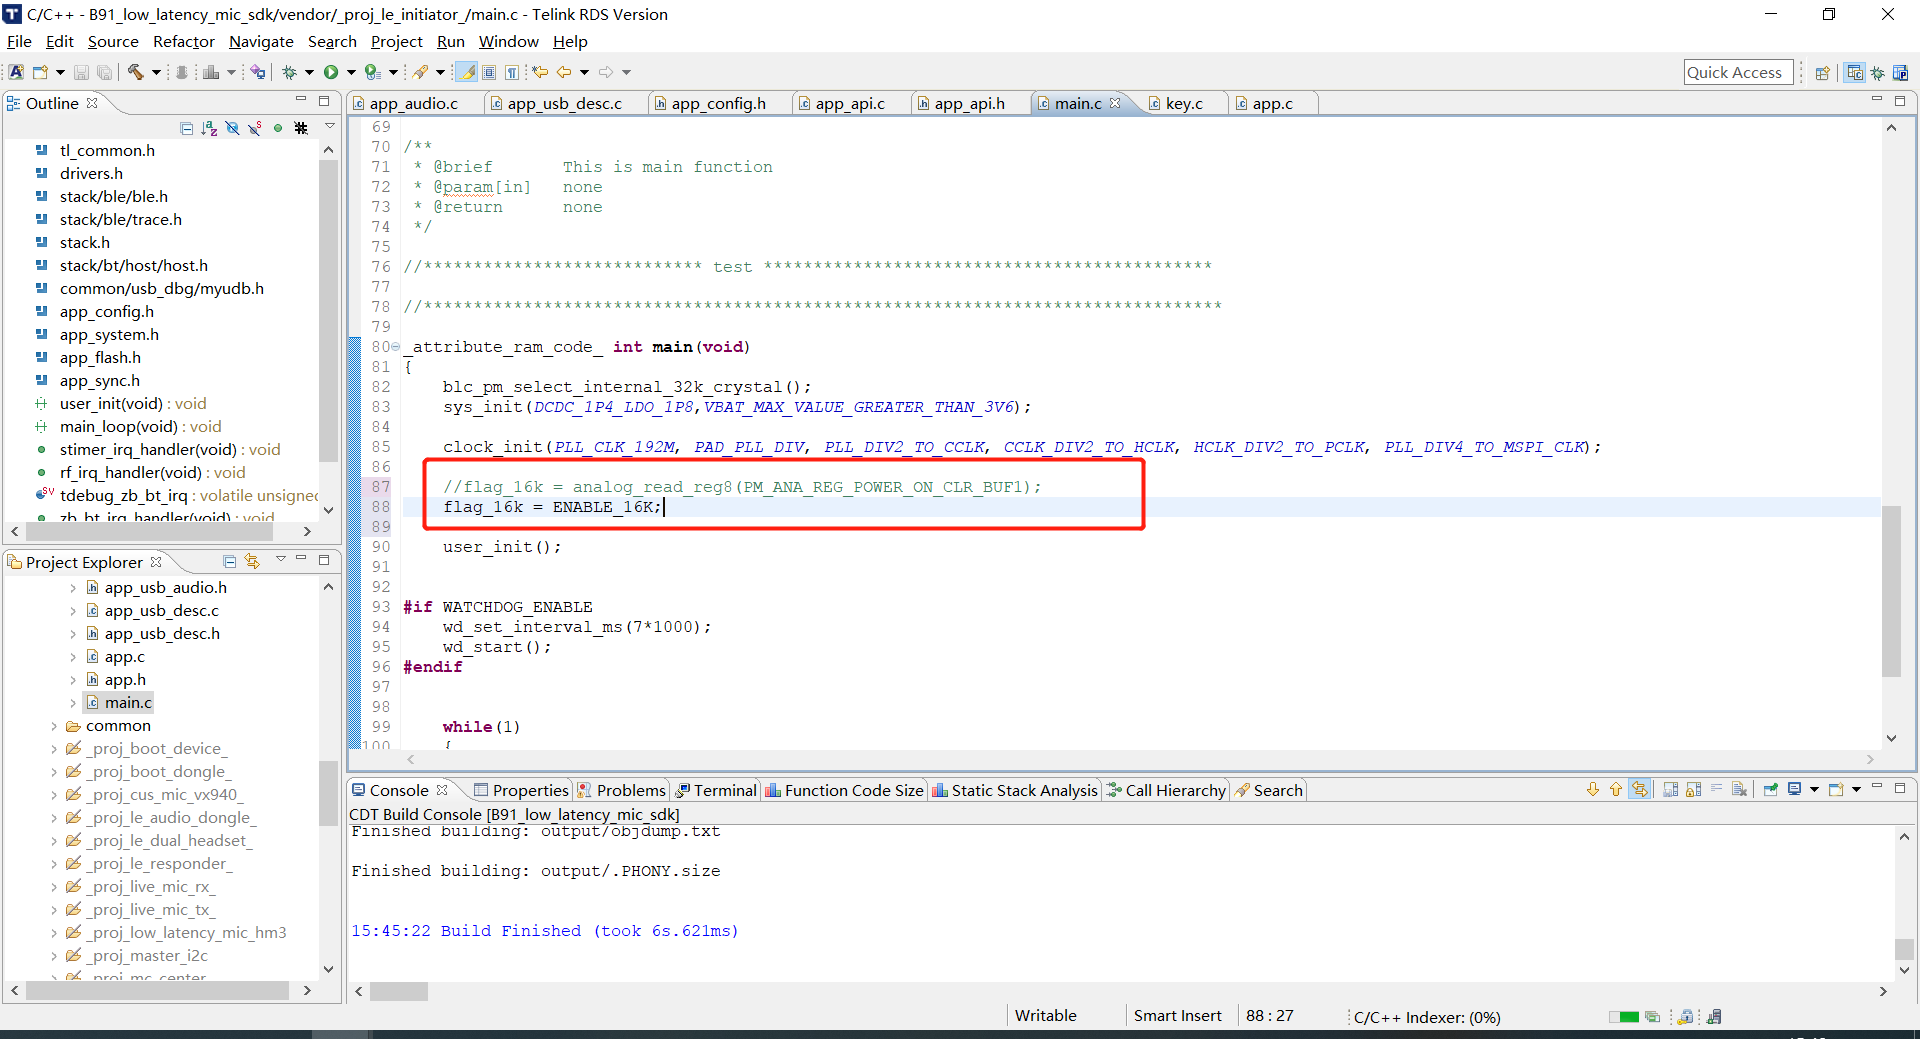 C/C++ - B91_low_latency_mic_sdk/vendor/_proj_le_initiator_/main.c - Telink RDS Version
File Edit Source Refactor Navigate Search Project Run Window Help
Quick Access
Outline
tl_common.h
drivers.h
stack/ble/ble.h
stack/ble/trace.h
stack.h
stack/bt/host/host.h
common/usb_dbg/myudb.h
app_config.h
app_system.h
app_flash.h
app_sync.h
user_init(void) : void
main_loop(void) : void
stimer_irq_handler(void) : void
rf_irq_handler(void) : void
tdebug_zb_bt_irq : volatile unsigned
zb_bt_irq_handler(void) : void
Project Explorer
app_usb_audio.h
app_usb_desc.c
app_usb_desc.h
app.c
app.h
main.c
common
_proj_boot_device_
_proj_boot_dongle_
_proj_cus_mic_vx940_
_proj_le_audio_dongle_
_proj_le_dual_headset_
_proj_le_responder_
_proj_live_mic_rx_
_proj_live_mic_tx_
_proj_low_latency_mic_hm3
_proj_master_i2c
_proj_mc_center
app_audio.c app_usb_desc.c app_config.h app_api.c app_api.h main.c key.c app.c
69
70 /**
71 * @brief This is main function
72 * @param[in] none
73 * @return none
74 */
75
76 //**************************** test *********************************************
77
78 //********************************************************************************
79
80 _attribute_ram_code_ int main(void)
81 {
82 blc_pm_select_internal_32k_crystal();
83 sys_init(DCDC_1P4_LDO_1P8,VBAT_MAX_VALUE_GREATER_THAN_3V6);
84
85 clock_init(PLL_CLK_192M, PAD_PLL_DIV, PLL_DIV2_TO_CCLK, CCLK_DIV2_TO_HCLK, HCLK_DIV2_TO_PCLK, PLL_DIV4_TO_MSPI_CLK);
86
87 //flag_16k = analog_read_reg8(PM_ANA_REG_POWER_ON_CLR_BUF1);
88 flag_16k = ENABLE_16K;
89
90 user_init();
91
92
93 #if WATCHDOG_ENABLE
94 wd_set_interval_ms(7*1000);
95 wd_start();
96 #endif
97
98
99 while(1)
100 {
Console Properties Problems Terminal Function Code Size Static Stack Analysis Call Hierarchy Search
CDT Build Console [B91_low_latency_mic_sdk]
Finished building: output/objdump.txt
Finished building: output/.PHONY.size
15:45:22 Build Finished (took 6s.621ms)
Writable Smart Insert 88 : 27 C/C++ Indexer: (0%)